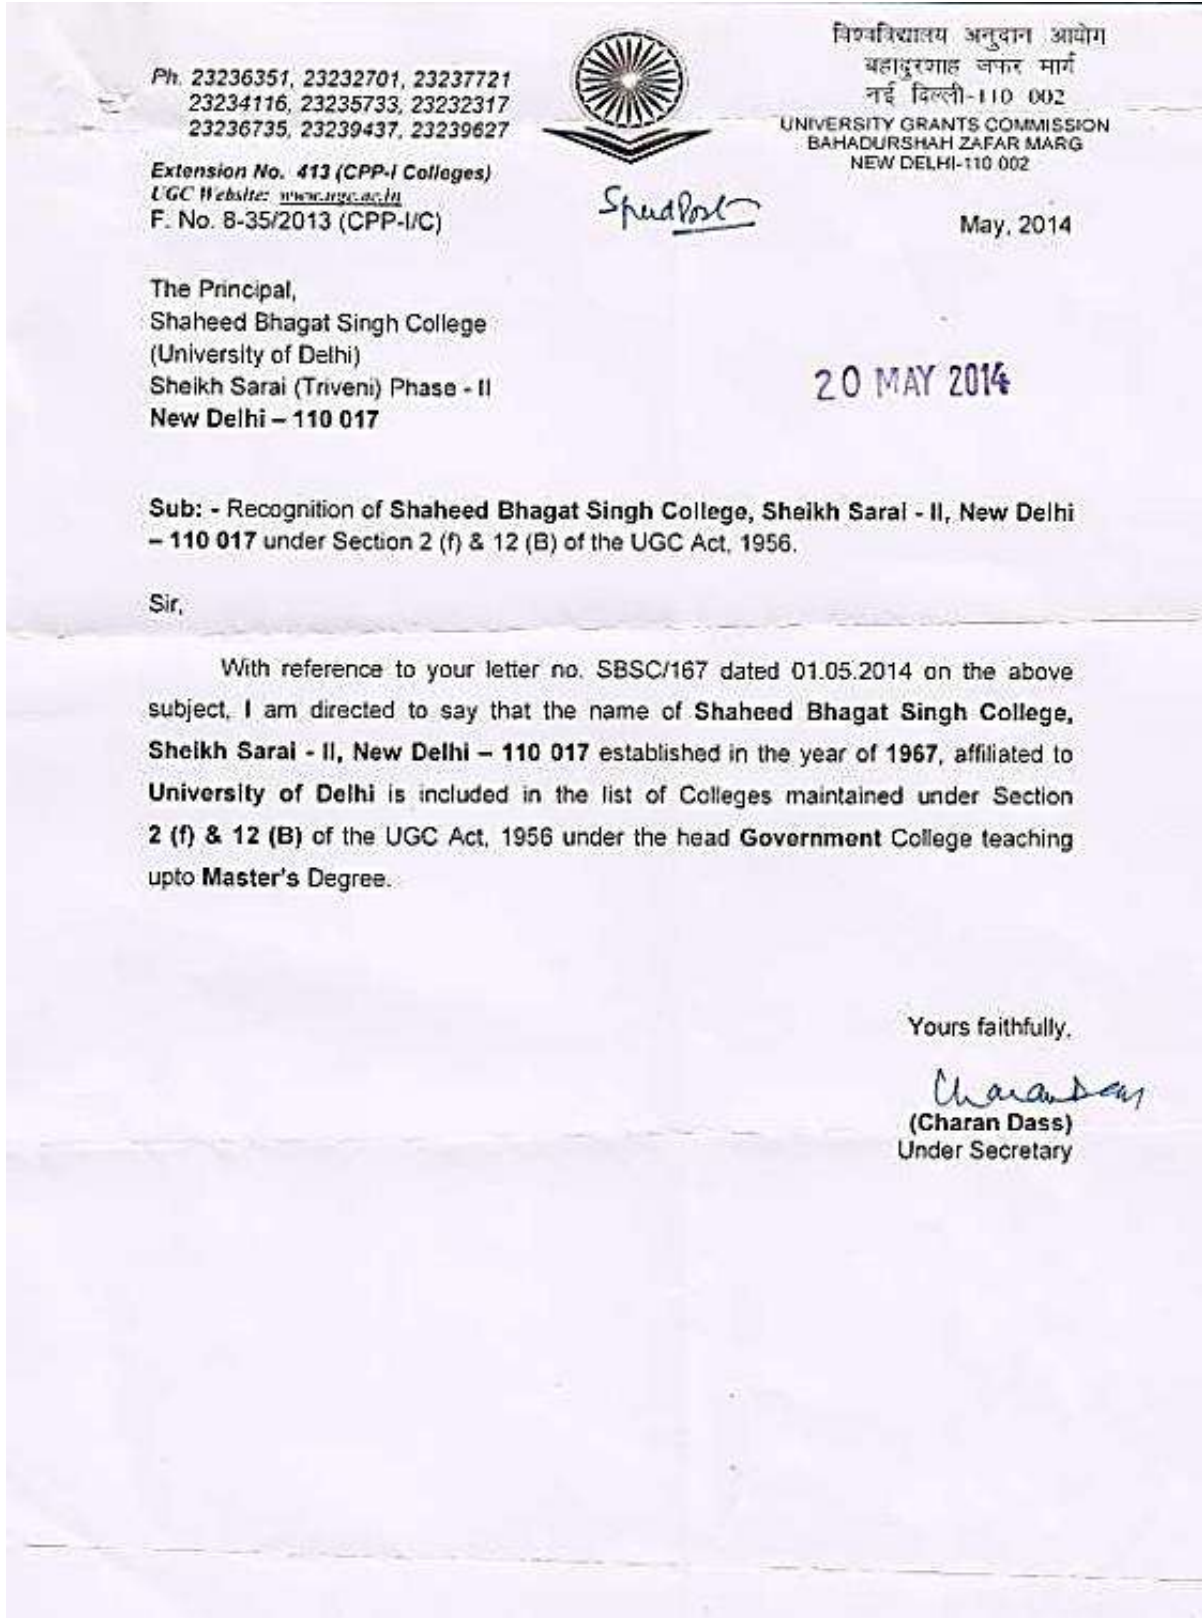 Ph. 23236351, 23232701, 23237721
23234116, 23235733, 23232317
23236735, 23239437, 23239627
Extension No. 413 (CPP-I Colleges)
UGC Website: www.ugc.ac.in
F. No. 8-35/2013 (CPP-I/C)
विश्वविद्यालय अनुदान आयोग
बहादुरशाह जफर मार्ग
नई दिल्ली-110 002
UNIVERSITY GRANTS COMMISSION
BAHADURSHAH ZAFAR MARG
NEW DELHI-110 002
Speed Post
May, 2014
The Principal,
Shaheed Bhagat Singh College
(University of Delhi)
Sheikh Sarai (Triveni) Phase - II
New Delhi – 110 017
20 MAY 2014
Sub: - Recognition of Shaheed Bhagat Singh College, Sheikh Sarai - II, New Delhi
– 110 017 under Section 2 (f) & 12 (B) of the UGC Act, 1956.
Sir,
With reference to your letter no. SBSC/167 dated 01.05.2014 on the above
subject, I am directed to say that the name of Shaheed Bhagat Singh College,
Sheikh Sarai - II, New Delhi – 110 017 established in the year of 1967, affiliated to
University of Delhi is included in the list of Colleges maintained under Section
2 (f) & 12 (B) of the UGC Act, 1956 under the head Government College teaching
upto Master's Degree.
Yours faithfully,
Charan Dass
(Charan Dass)
Under Secretary